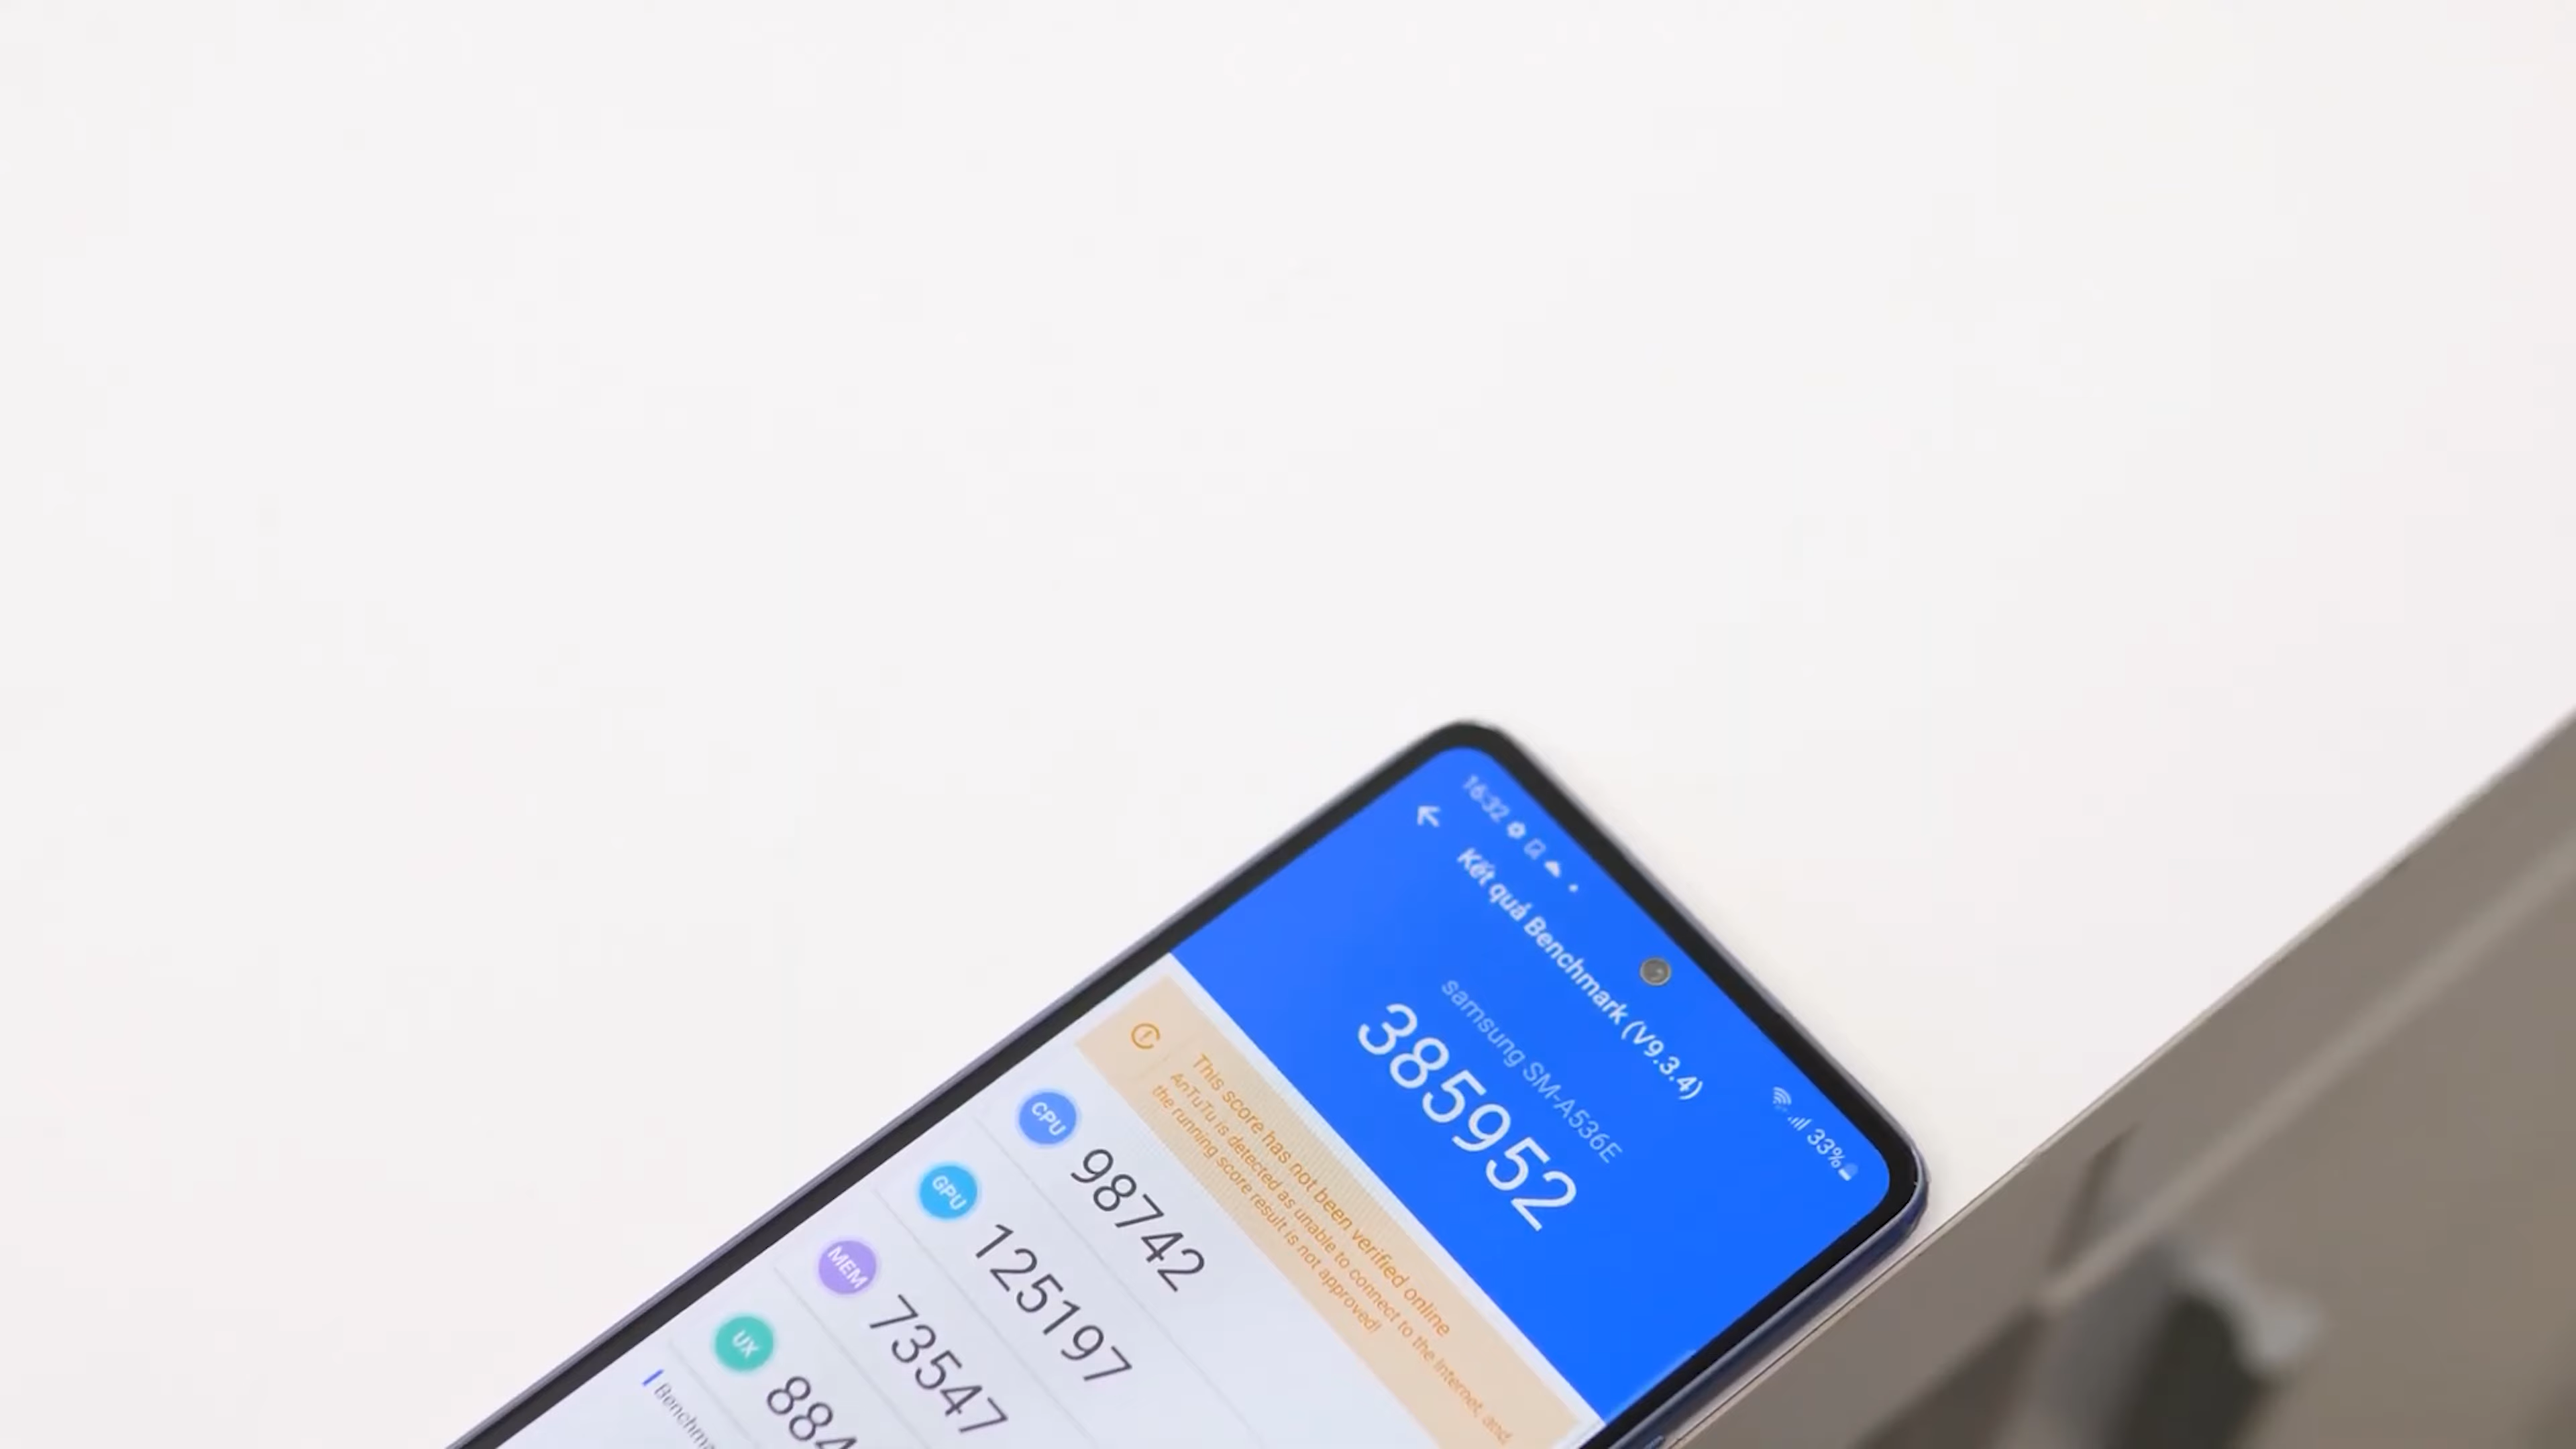 16:32
33%
Kết quả Benchmark (V9.3.4)
samsung SM-A536E
385952
This score has not been verified online
AnTuTu is detected as unable to connect to the Internet, and
the running score result is not approved!
CPU 98742
GPU 125197
MEM 73547
UX 884